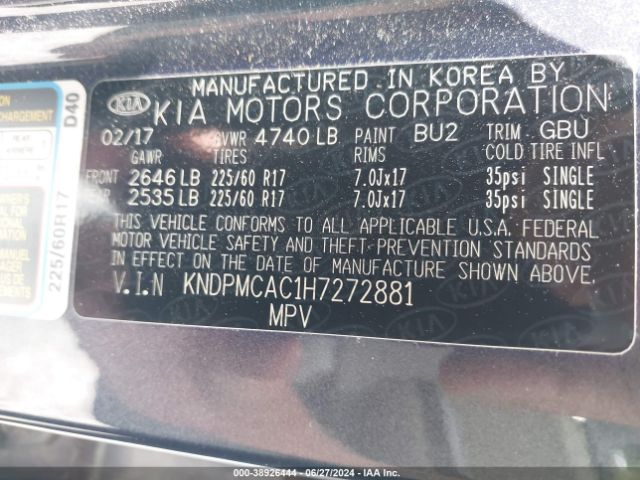 MANUFACTURED IN KOREA BY
KIA KIA MOTORS CORPORATION
02/17 GVWR 4740 LB PAINT BU2 TRIM GBU
GAWR TIRES RIMS COLD TIRE INFL
FRONT 2646 LB 225/60 R17 7.0Jx17 35psi SINGLE
2535 LB 225/60 R17 7.0Jx17 35psi SINGLE
THIS VEHICLE CONFORMS TO ALL APPLICABLE U.S.A. FEDERAL
MOTOR VEHICLE SAFETY AND THEFT PREVENTION STANDARDS
IN EFFECT ON THE DATE OF MANUFACTURE SHOWN ABOVE.
V.I.N KNDPMCAC1H7272881
MPV
D40
225/60R17
000-38926444 - 06/27/2024 - IAA Inc.